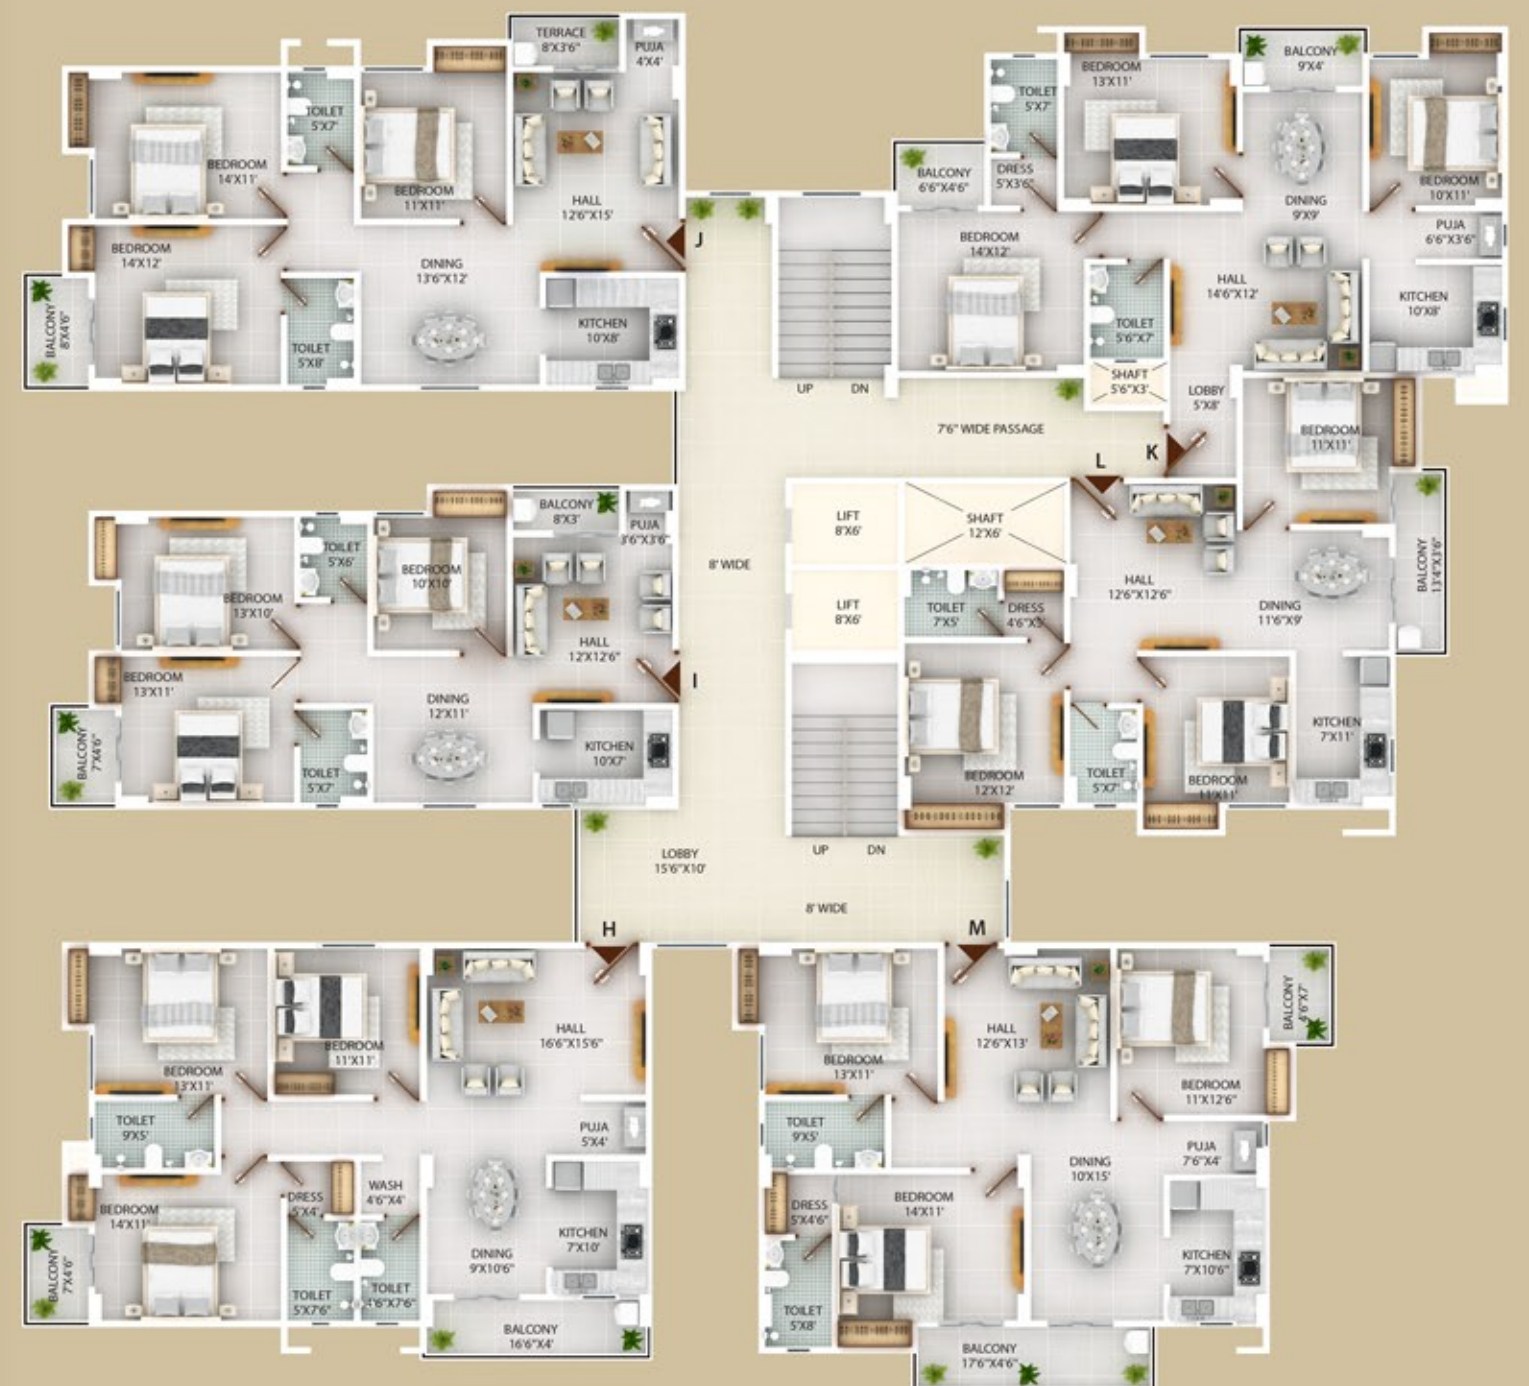 TERRACE
8'X3'6"
PUJA
4'X4'
TOILET
5'X7'
BEDROOM
14'X11'
BEDROOM
11'X11'
HALL
12'6"X15'
BEDROOM
14'X12'
DINING
13'6"X12'
J
BALCONY
8'X4'6"
TOILET
5'X8'
KITCHEN
10'X8'
UP
DN
BEDROOM
13'X11'
BALCONY
9'X4'
TOILET
5'X7'
BALCONY
6'6"X4'6"
DRESS
5'X3'6"
BEDROOM
10'X11'
DINING
9'X9'
PUJA
6'6"X3'6"
BEDROOM
14'X12'
HALL
14'6"X12'
KITCHEN
10'X8'
TOILET
5'6"X7'
SHAFT
5'6"X3'
LOBBY
5'X8'
7'6" WIDE PASSAGE
K
L
BEDROOM
11'X11'
BALCONY
8'X3'
PUJA
3'6"X3'6"
TOILET
5'X6'
BEDROOM
10'X10'
BEDROOM
13'X10'
HALL
12'X12'6"
BEDROOM
13'X11'
DINING
12'X11'
I
BALCONY
7'X4'6"
TOILET
5'X7'
KITCHEN
10'X7'
8' WIDE
LIFT
8'X6'
SHAFT
12'X6'
LIFT
8'X6'
TOILET
7'X5'
DRESS
HALL
12'6"X12'6"
DINING
11'6"X9'
BALCONY
13'4"X3'6"
KITCHEN
7'X11'
BEDROOM
12'X12'
TOILET
5'X7'
BEDROOM
11'X11'
UP
DN
LOBBY
15'6"X10'
8' WIDE
H
M
BEDROOM
13'X11'
BEDROOM
11'X11'
HALL
16'6"X15'6"
TOILET
9'X5'
PUJA
5'X4'
BEDROOM
14'X11'
DRESS
5'X4'
WASH
4'6"X4'
BALCONY
7'X4'6"
TOILET
5'X7'6"
TOILET
4'6"X7'6"
DINING
9'X10'6"
KITCHEN
7'X10'
BALCONY
16'6"X4'
BEDROOM
13'X11'
HALL
12'6"X13'
BALCONY
4'6"X7'
BEDROOM
11'X12'6"
TOILET
9'X5'
DINING
10'X15'
PUJA
7'6"X4'
DRESS
5'X4'6"
BEDROOM
14'X11'
KITCHEN
7'X10'6"
TOILET
5'X8'
BALCONY
17'6"X4'6"